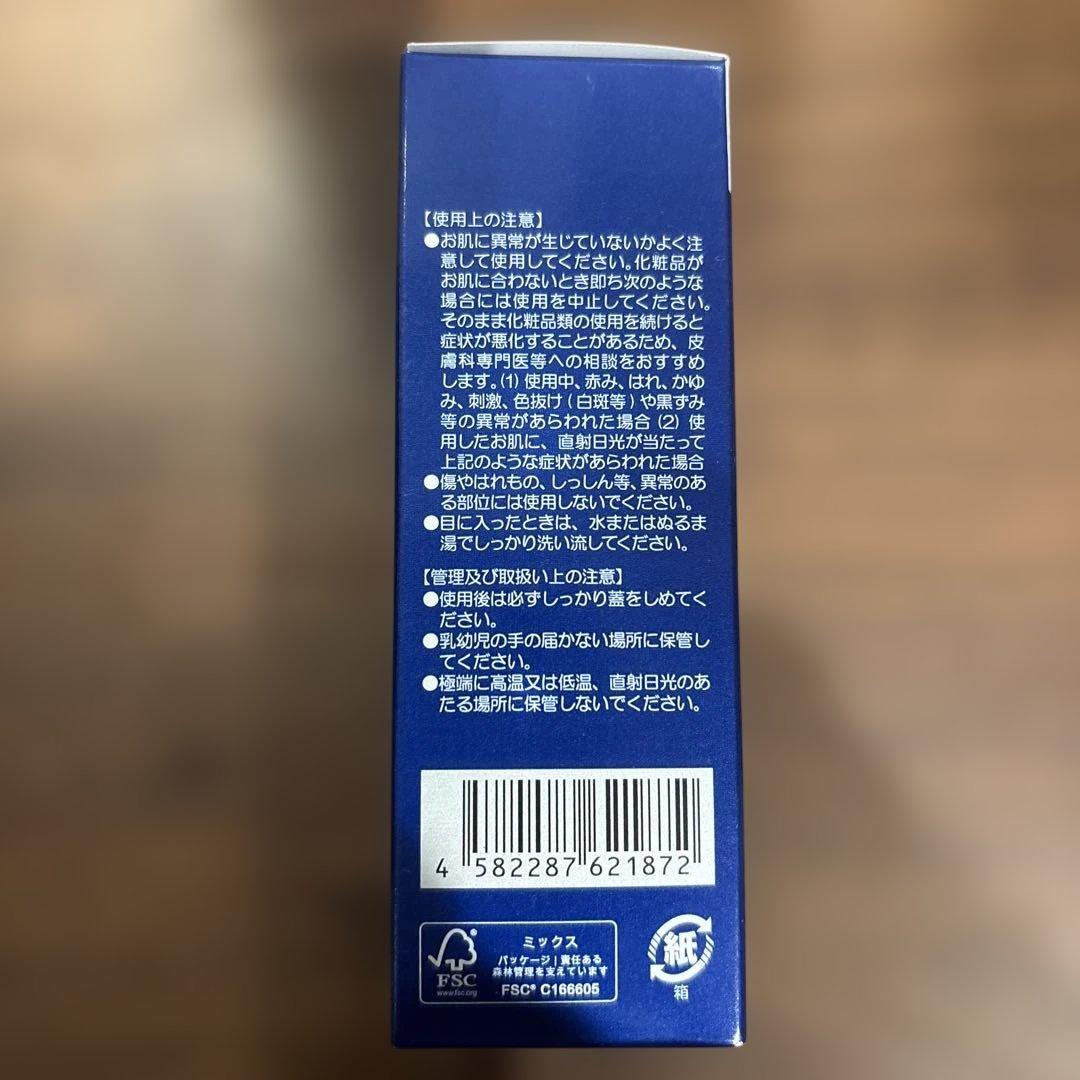 【使用上の注意】
●お肌に異常が生じていないかよく注
意して使用してください。化粧品が
お肌に合わないとき即ち次のような
場合には使用を中止してください。
そのまま化粧品類の使用を続けると
症状が悪化することがあるため、皮
膚科専門医等への相談をおすすめ
します。(1) 使用中、赤み、はれ、かゆ
み、刺激、色抜け (白斑等) や黒ずみ
等の異常があらわれた場合 (2) 使
用したお肌に、直射日光が当たって
上記のような症状があらわれた場合
●傷やはれもの、しっしん等、異常のあ
る部位には使用しないでください。
●目に入ったときは、水またはぬるま
湯でしっかり洗い流してください。
【管理及び取扱い上の注意】
●使用後は必ずしっかり蓋をしめてく
ださい。
●乳幼児の手の届かない場所に保管し
てください。
●極端に高温又は低温、直射日光のあ
たる場所に保管しないでください。
4 582287 621872
FSC
www.fsc.org
ミックス
パッケージ | 責任ある
森林管理を支えています
FSC® C166605
紙
箱